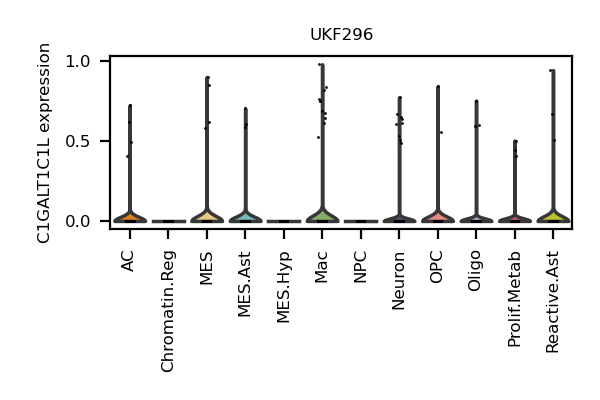 UKF296
C1GALT1C1L expression
1.0
0.5
0.0
AC
Chromatin.Reg
MES
MES.Ast
MES.Hyp
Mac
NPC
Neuron
OPC
Oligo
Prolif.Metab
Reactive.Ast